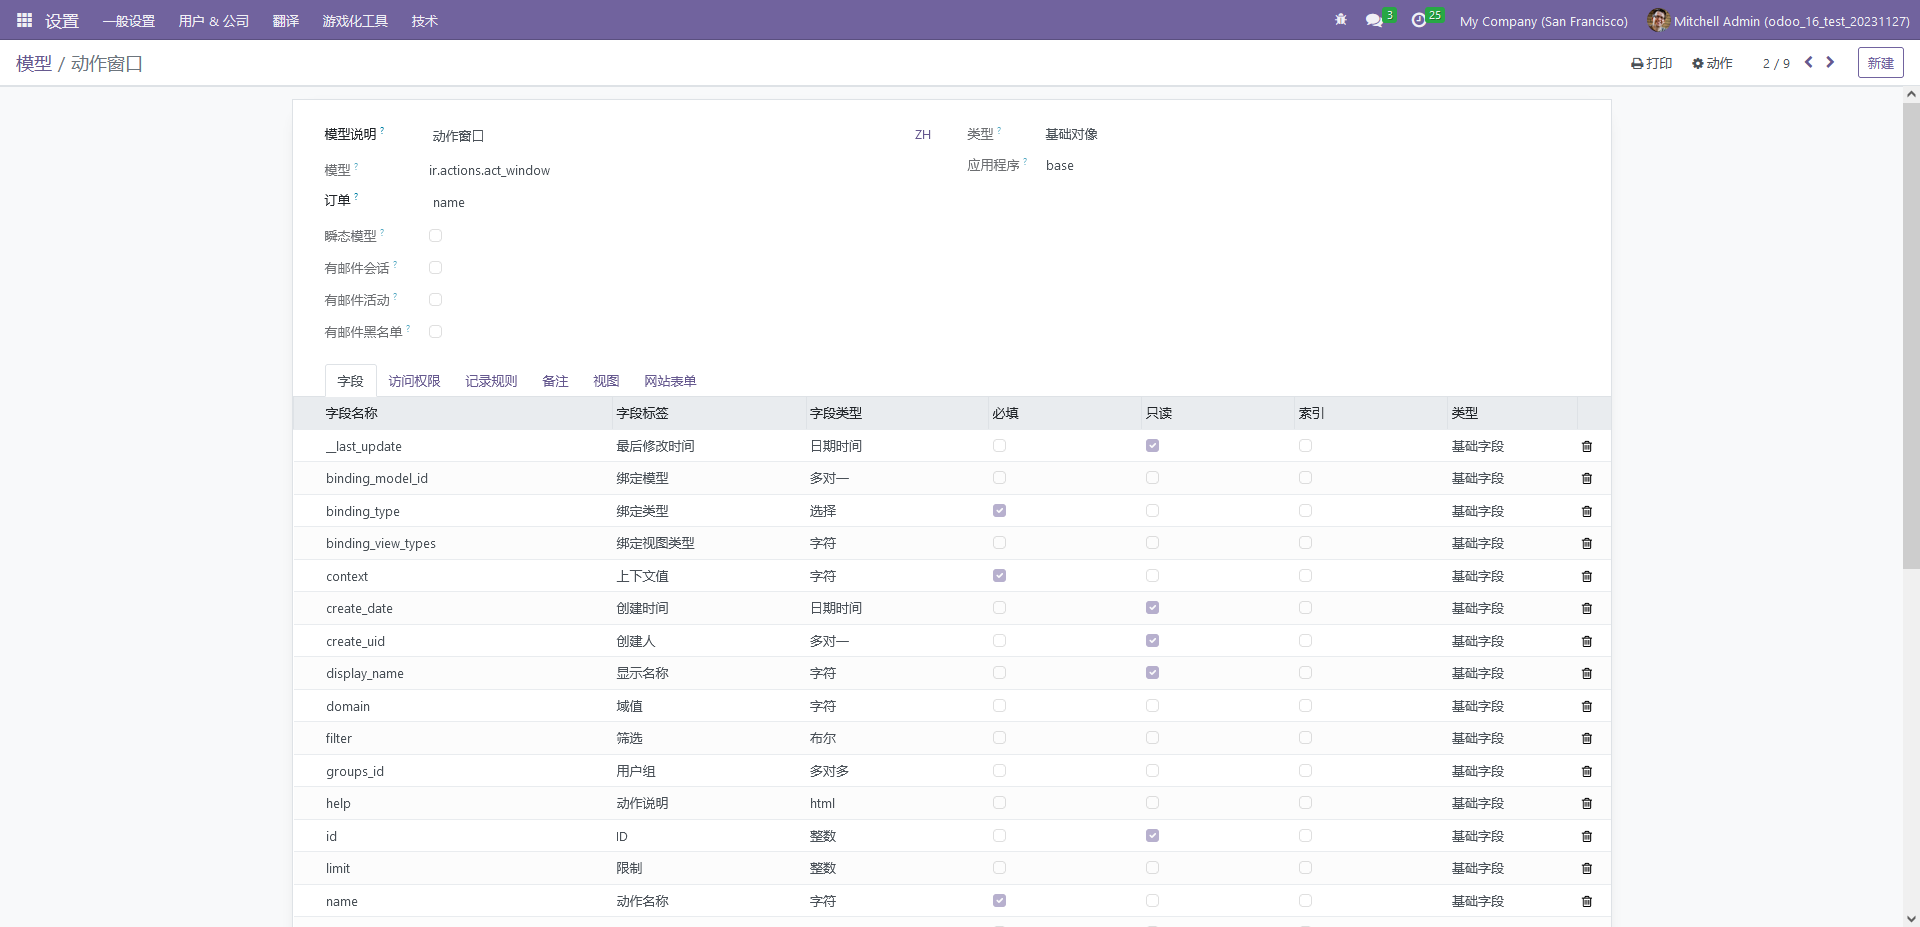 设置 一般设置 用户 & 公司 翻译 游戏化工具 技术 3 25 My Company (San Francisco) Mitchell Admin (odoo_16_test_20231127)
模型 / 动作窗口 打印 动作 2 / 9 新建
模型说明 ? 动作窗口 ZH 类型 ? 基础对像
模型 ? ir.actions.act_window 应用程序 ? base
订单 ? name
瞬态模型 ?
有邮件会话 ?
有邮件活动 ?
有邮件黑名单 ?
字段 访问权限 记录规则 备注 视图 网站表单
字段名称 字段标签 字段类型 必填 只读 索引 类型
__last_update 最后修改时间 日期时间 基础字段
binding_model_id 绑定模型 多对一 基础字段
binding_type 绑定类型 选择 基础字段
binding_view_types 绑定视图类型 字符 基础字段
context 上下文值 字符 基础字段
create_date 创建时间 日期时间 基础字段
create_uid 创建人 多对一 基础字段
display_name 显示名称 字符 基础字段
domain 域值 字符 基础字段
filter 筛选 布尔 基础字段
groups_id 用户组 多对多 基础字段
help 动作说明 html 基础字段
id ID 整数 基础字段
limit 限制 整数 基础字段
name 动作名称 字符 基础字段